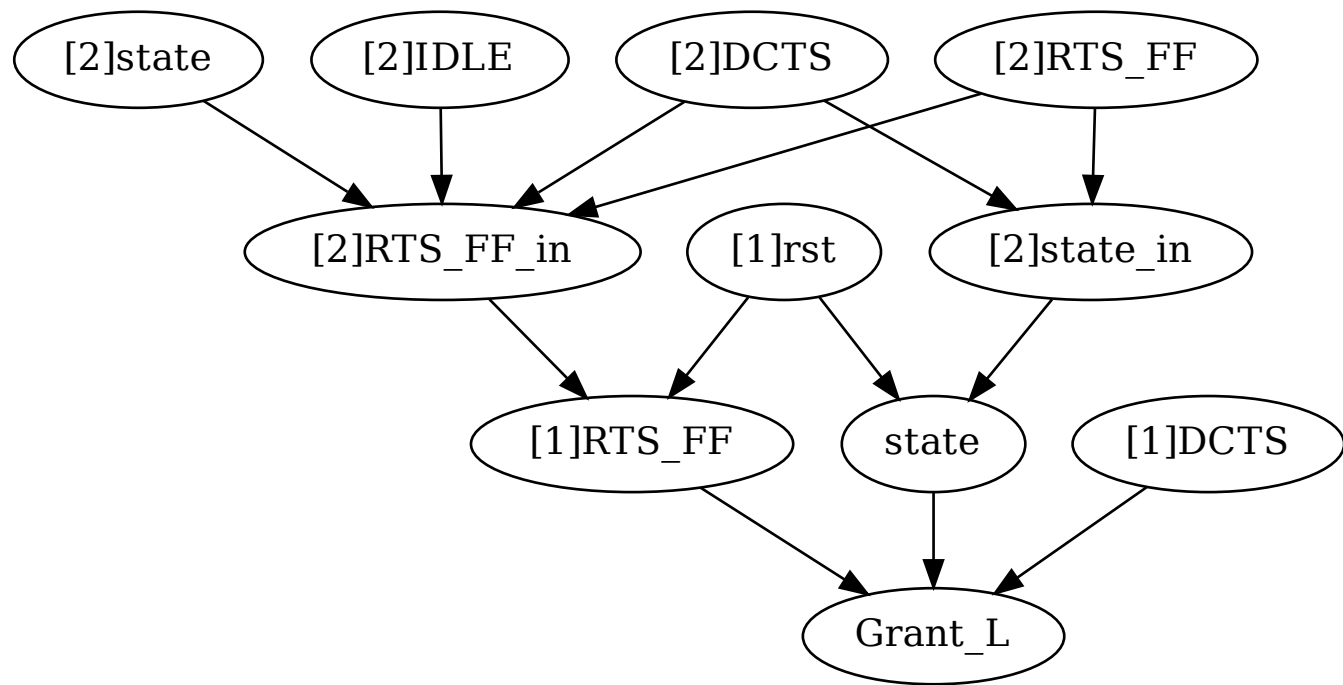 [2]state
[2]IDLE
[2]DCTS
[2]RTS_FF
[2]RTS_FF_in
[1]rst
[2]state_in
[1]RTS_FF
state
[1]DCTS
Grant_L